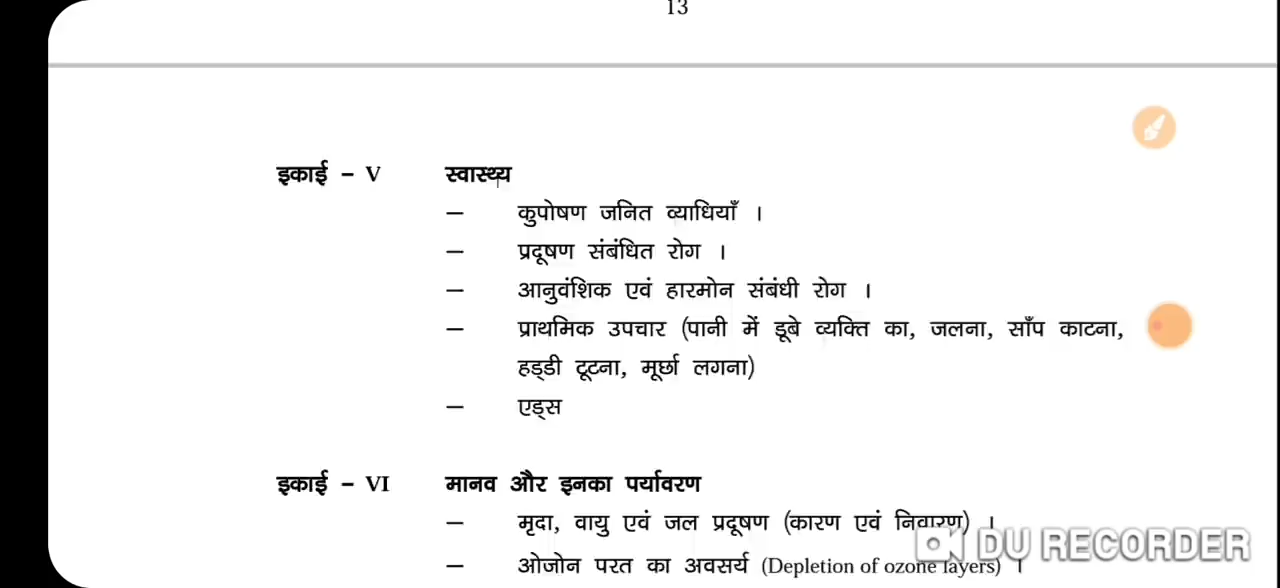 13
इकाई – V स्वास्थ्य
– कुपोषण जनित व्याधियाँ ।
– प्रदूषण संबंधित रोग ।
– आनुवंशिक एवं हारमोन संबंधी रोग ।
– प्राथमिक उपचार (पानी में डूबे व्यक्ति का, जलना, साँप काटना,
हड्डी टूटना, मूर्छा लगना)
– एड्स
इकाई – VI मानव और इनका पर्यावरण
– मृदा, वायु एवं जल प्रदूषण (कारण एवं निवारण) ।
DU RECORDER
– ओजोन परत का अवसर्य (Depletion of ozone layers) ।